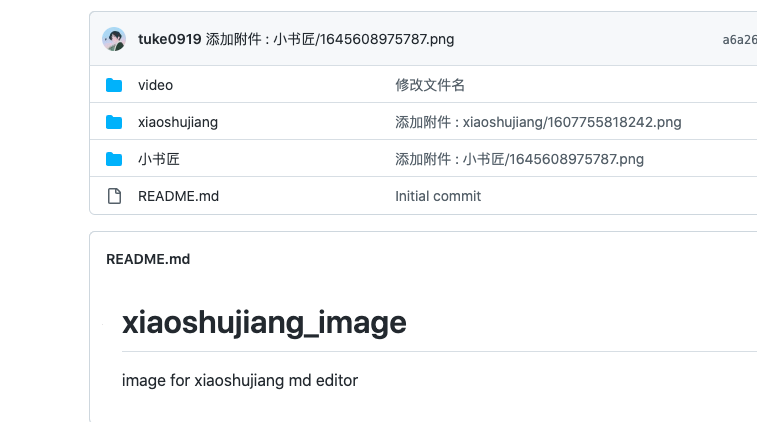 tuke0919 添加附件 : 小书匠/1645608975787.png a6a26
video 修改文件名
xiaoshujiang 添加附件 : xiaoshujiang/1607755818242.png
小书匠 添加附件 : 小书匠/1645608975787.png
README.md Initial commit
README.md
xiaoshujiang_image
image for xiaoshujiang md editor